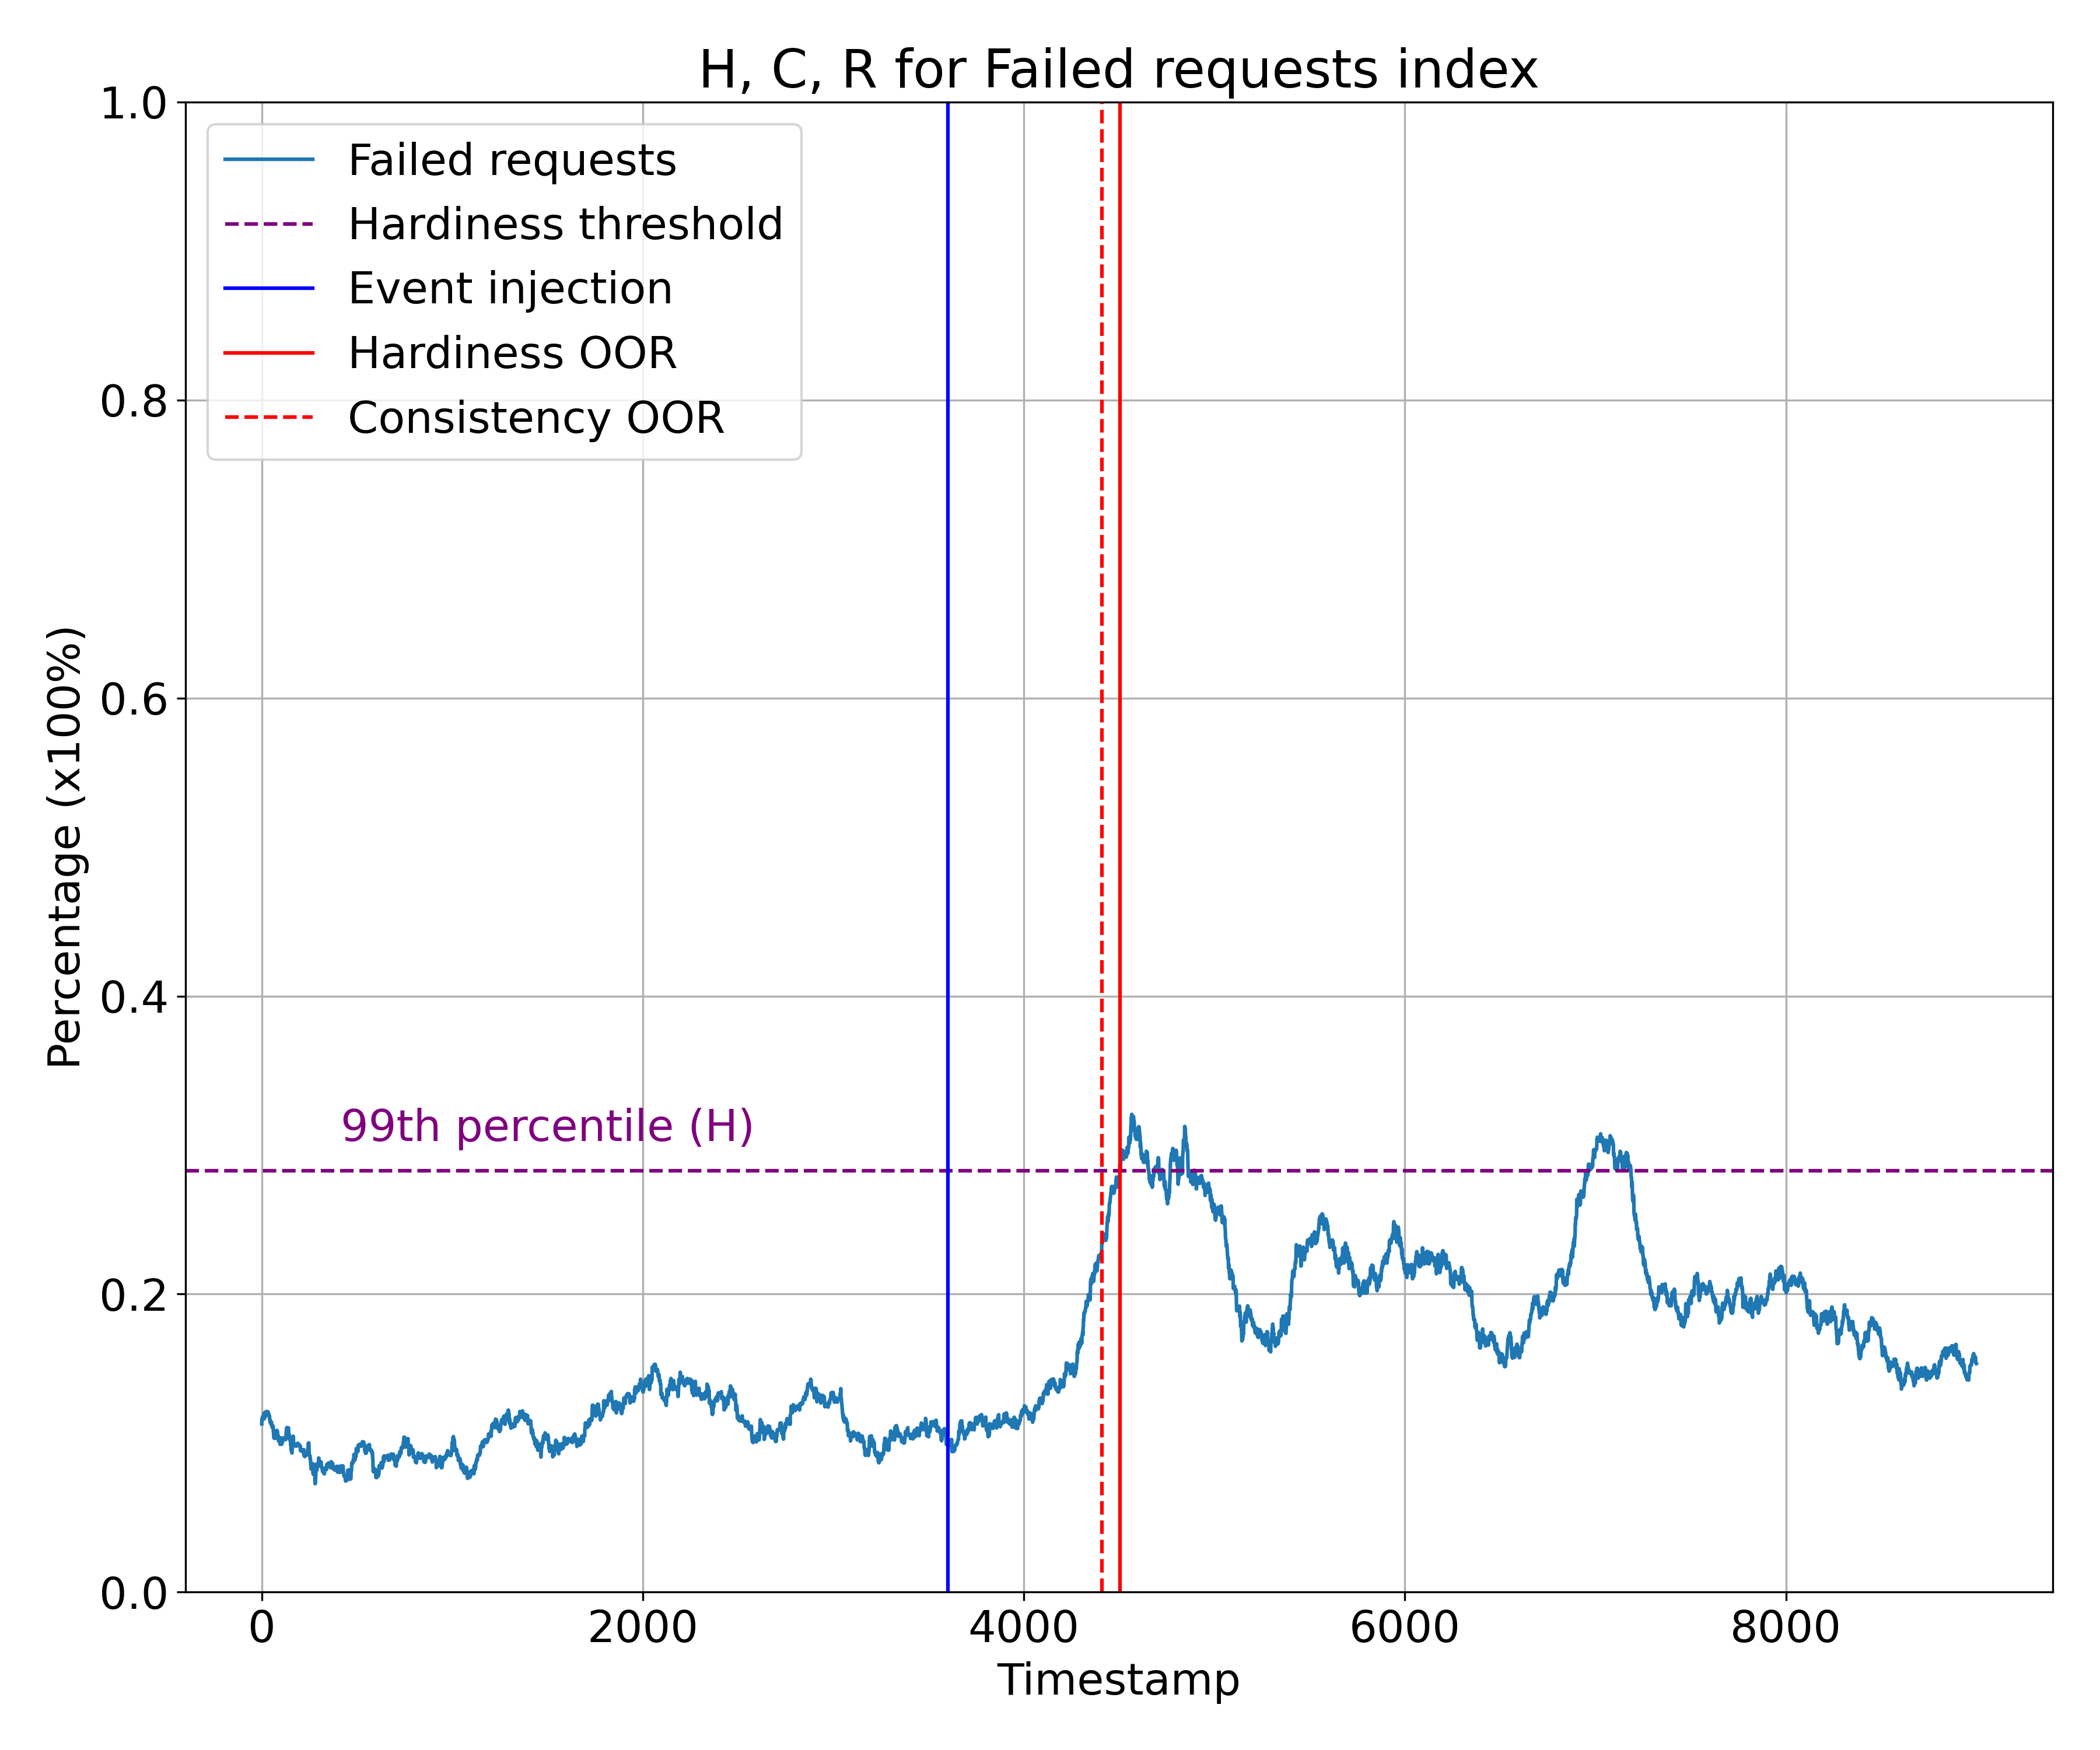 H, C, R for Failed requests index
1.0
0.8
0.6
0.4
0.2
0.0
Percentage (x100%)
Failed requests
Hardiness threshold
Event injection
Hardiness OOR
Consistency OOR
99th percentile (H)
0 2000 4000 6000 8000
Timestamp